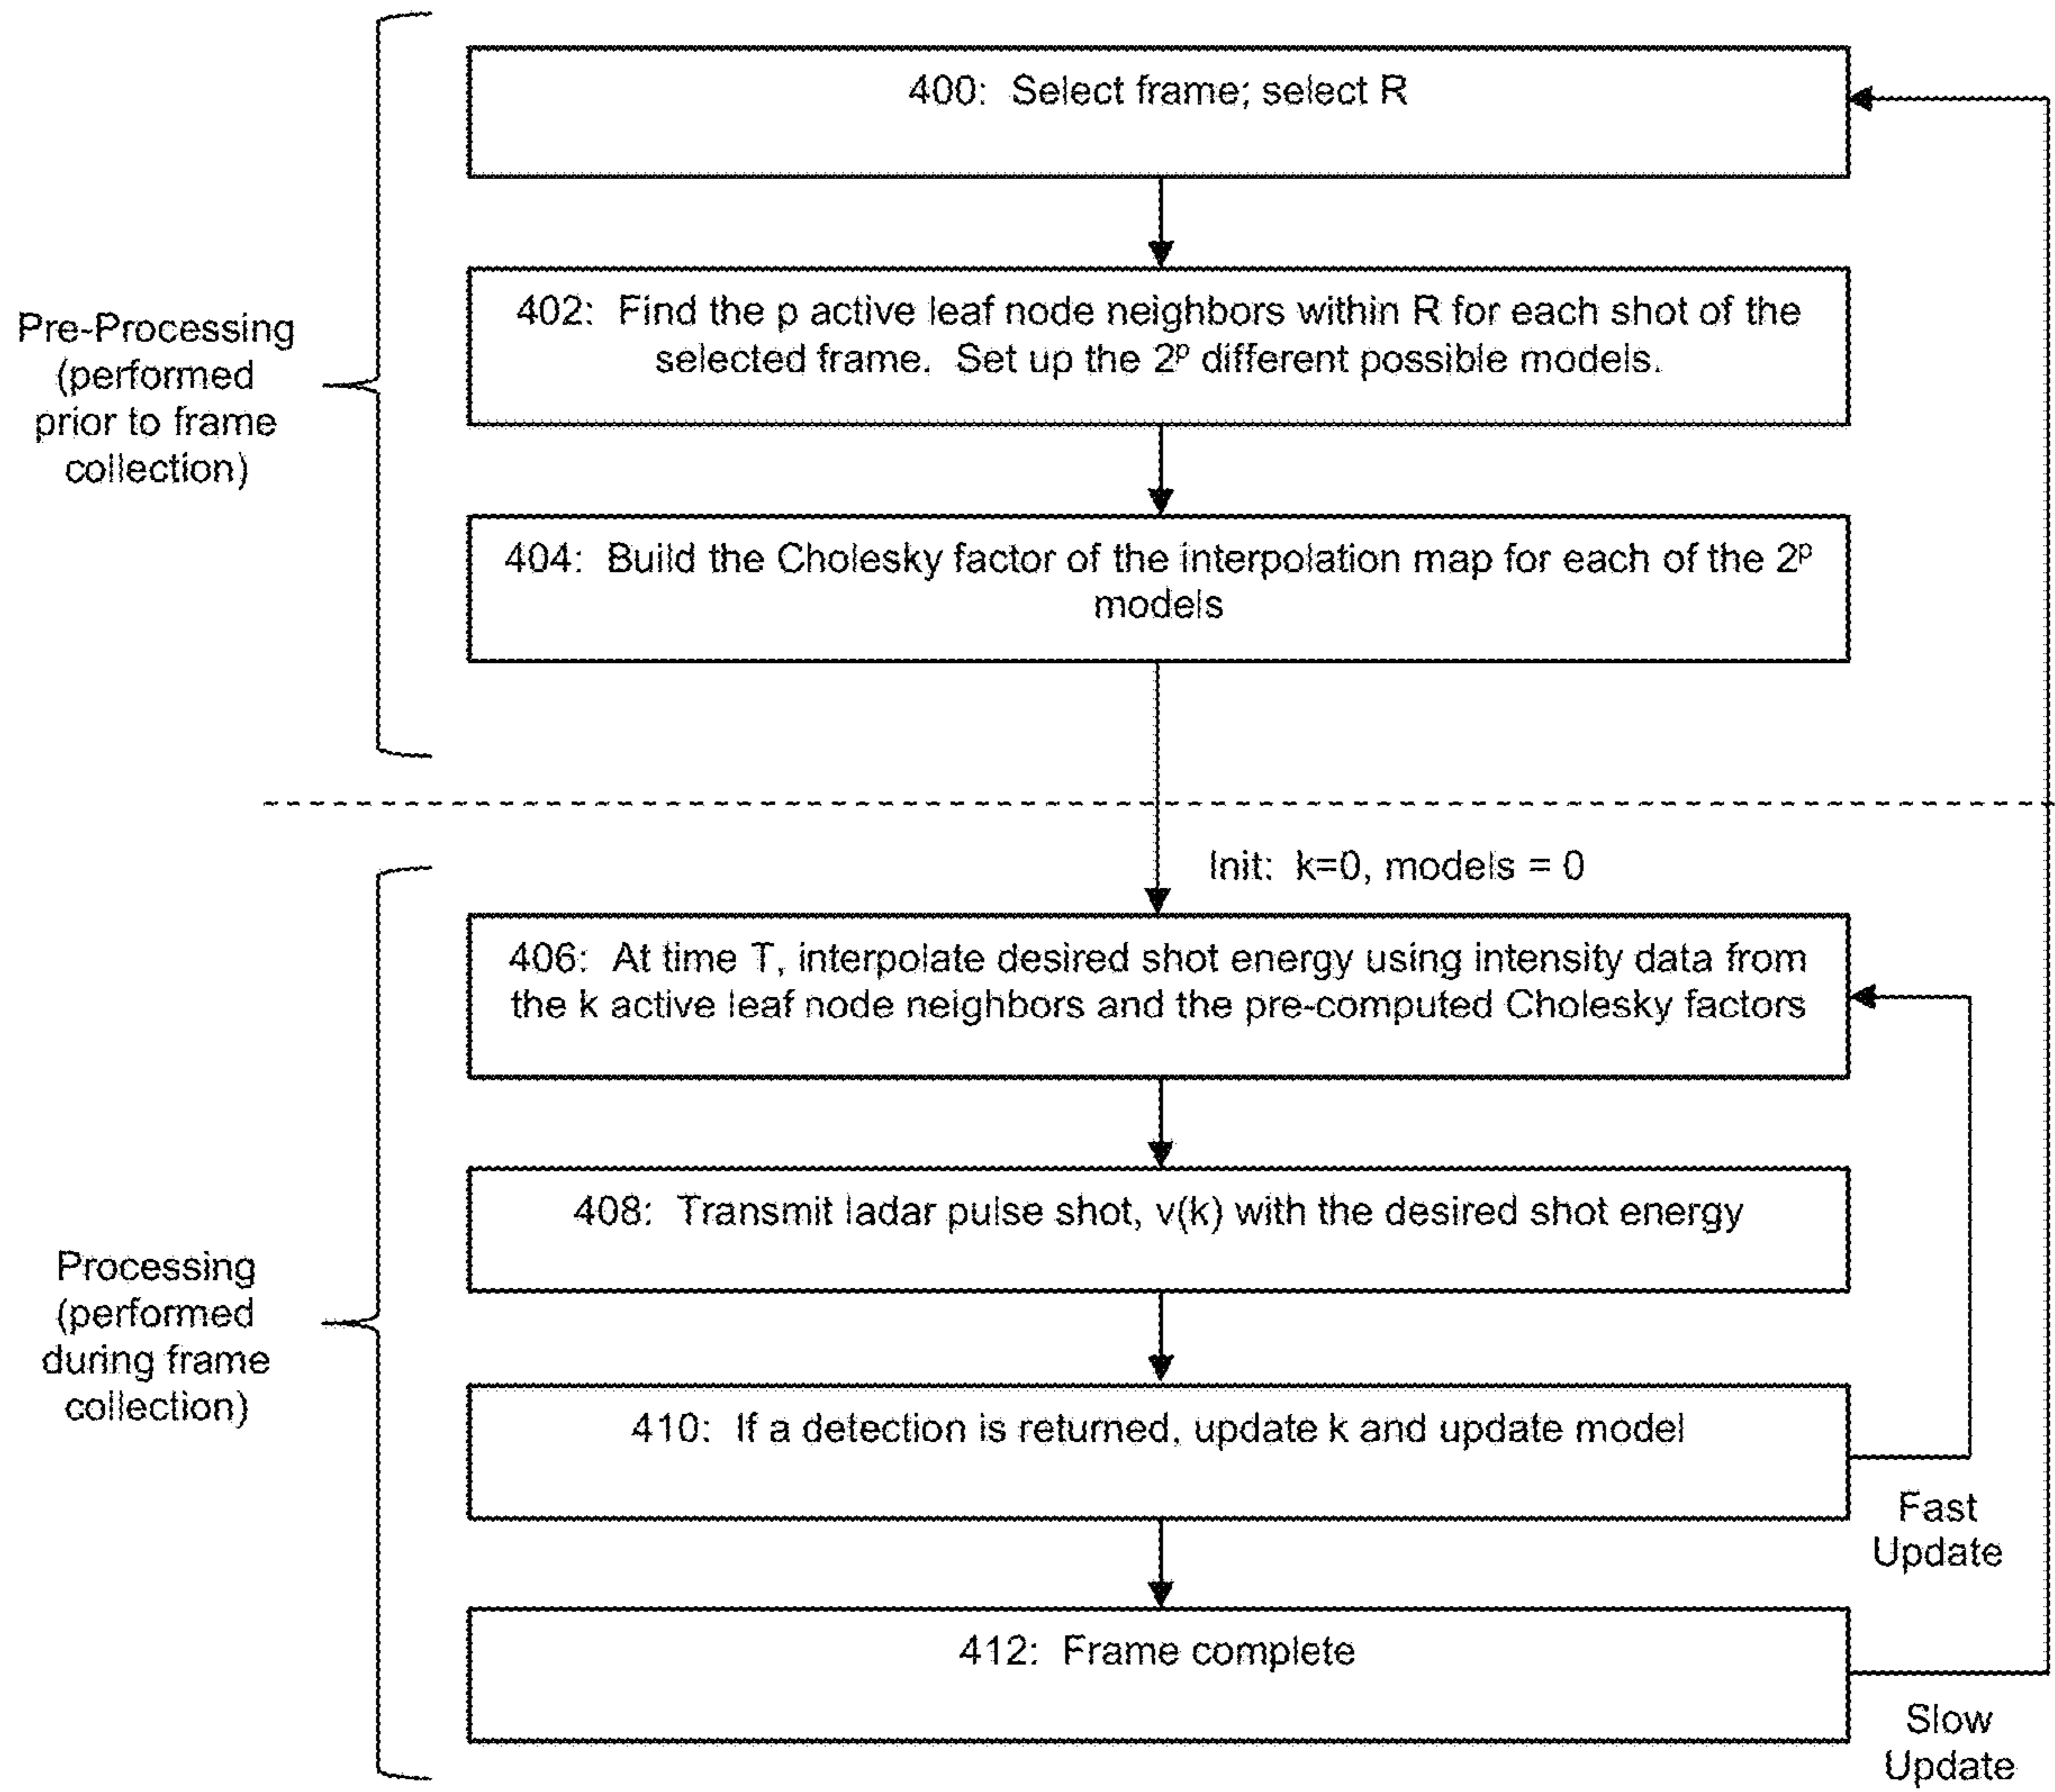 400: Select frame; select R
402: Find the p active leaf node neighbors within R for each shot of the
selected frame. Set up the 2ᵖ different possible models.
Pre-Processing
(performed
prior to frame
collection)
404: Build the Cholesky factor of the interpolation map for each of the 2ᵖ
models
Init: k=0, models = 0
406: At time T, interpolate desired shot energy using intensity data from
the k active leaf node neighbors and the pre-computed Cholesky factors
408: Transmit ladar pulse shot, v(k) with the desired shot energy
Processing
(performed
during frame
collection)
410: If a detection is returned, update k and update model
Fast
Update
412: Frame complete
Slow
Update